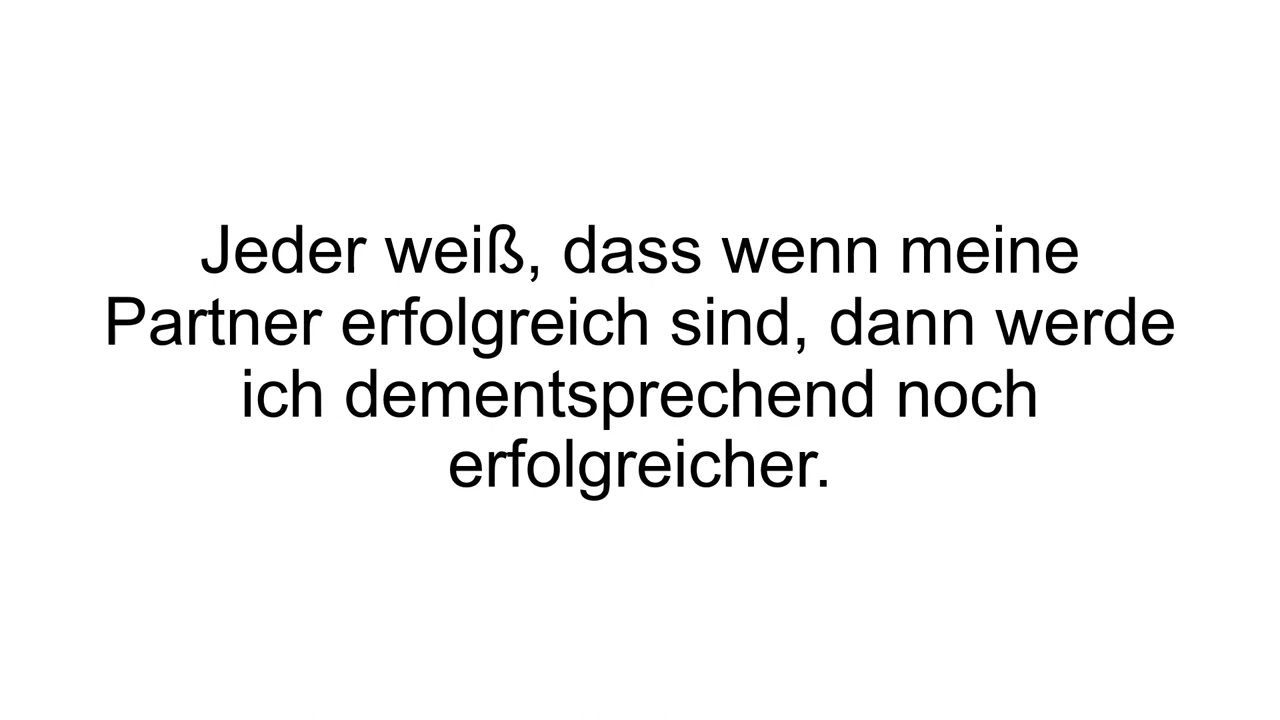 Jeder weiß, dass wenn meine
Partner erfolgreich sind, dann werde
ich dementsprechend noch
erfolgreicher.